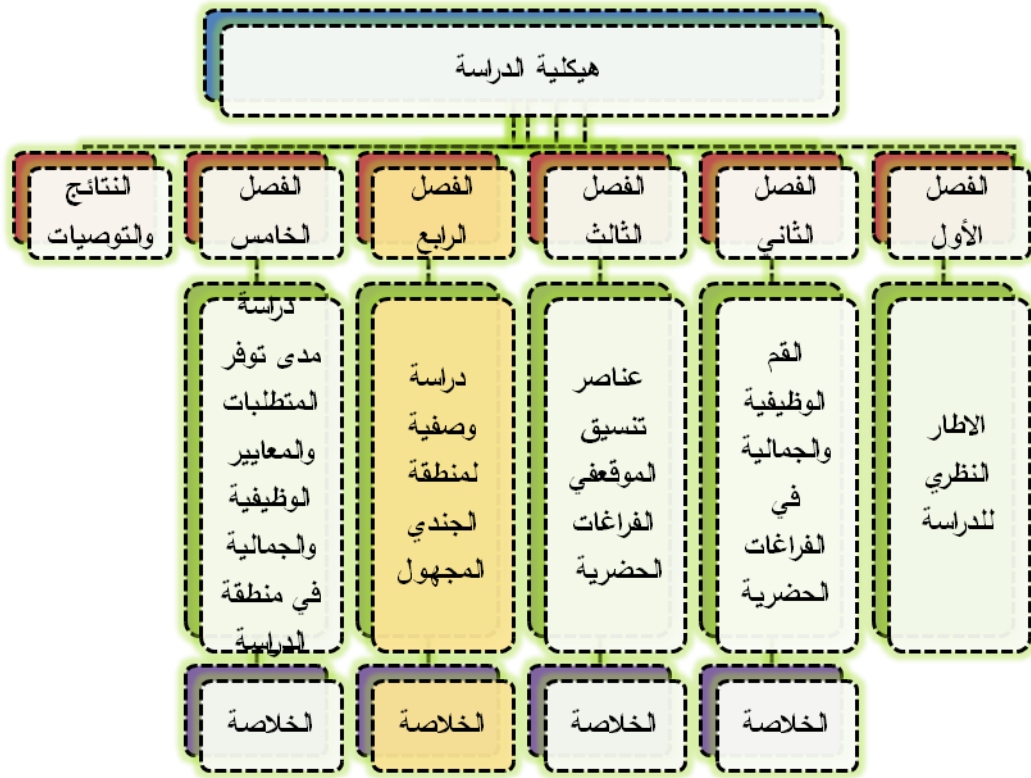 هيكلية الدراسة
الفصل
الأول
الفصل
الثاني
الفصل
الثالث
الفصل
الرابع
الفصل
الخامس
النتائج
والتوصيات
الاطار
النظري
للدراسة
القم
الوظيفية
والجمالية
في
الفراغات
الحضرية
عناصر
تنسيق
الموقعفي
الفراغات
الحضرية
دراسة
وصفية
لمنطقة
الجندي
المجهول
دراسة
مدى توفر
المتطلبات
والمعايير
الوظيفية
والجمالية
في منطقة
الدراسة
الخلاصة
الخلاصة
الخلاصة
الخلاصة